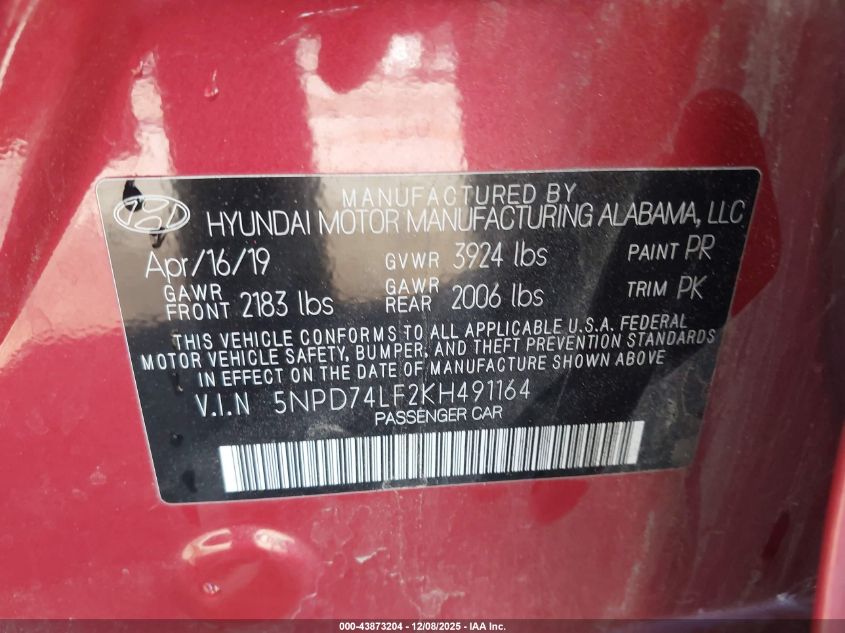 MANUFACTURED BY
HYUNDAI MOTOR MANUFACTURING ALABAMA, LLC
Apr/16/19 GVWR 3924 lbs PAINT PR
GAWR FRONT 2183 lbs GAWR REAR 2006 lbs TRIM PK
THIS VEHICLE CONFORMS TO ALL APPLICABLE U.S.A. FEDERAL
MOTOR VEHICLE SAFETY, BUMPER, AND THEFT PREVENTION STANDARDS
IN EFFECT ON THE DATE OF MANUFACTURE SHOWN ABOVE
V.I.N 5NPD74LF2KH491164
PASSENGER CAR
000-43873204 - 12/08/2025 - IAA Inc.